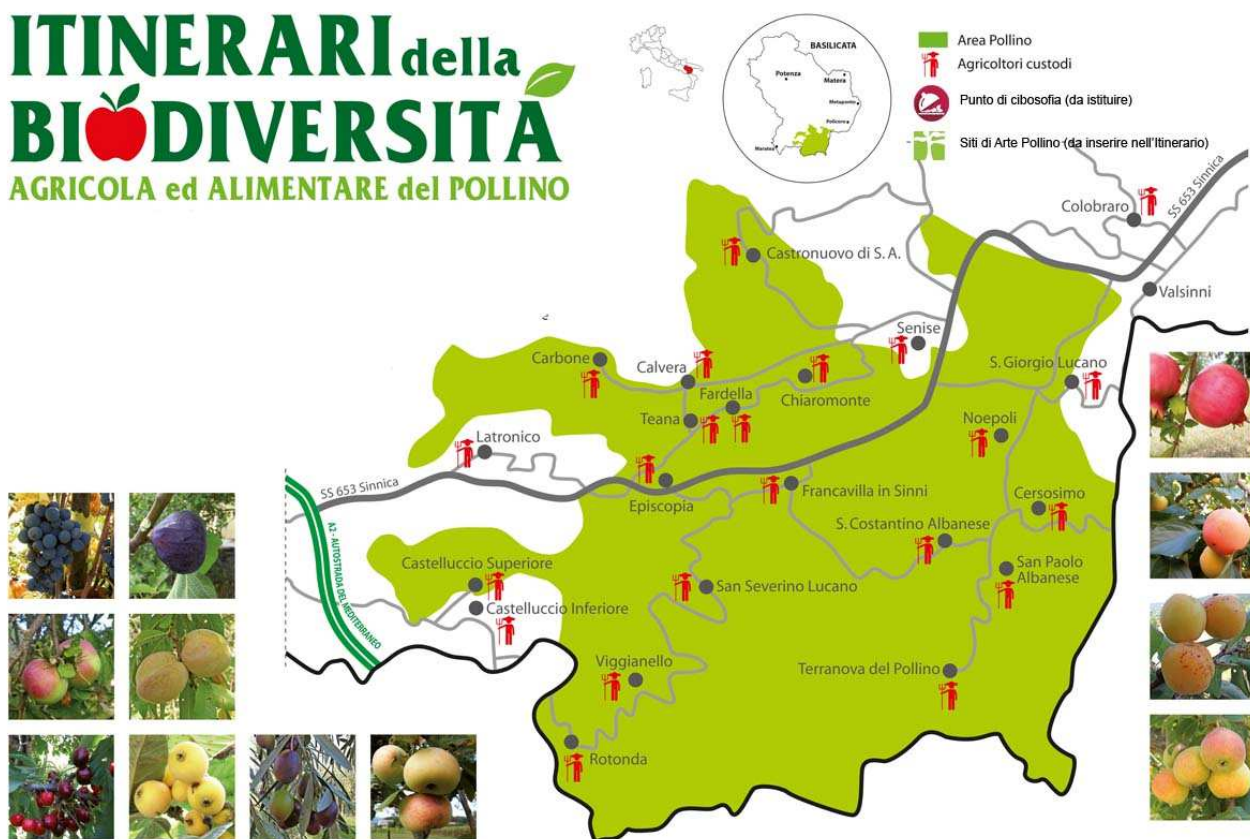 ITINERARI della
BIODIVERSITÀ
AGRICOLA ed ALIMENTARE del POLLINO
BASILICATA
Potenza
Matera
Metaponto
Policoro
Maratea
Area Pollino
Agricoltori custodi
Punto di cibosofia (da istituire)
Siti di Arte Pollino (da inserire nell'Itinerario)
SS 653 Sinnica
Colobraro
Castronuovo di S. A.
Valsinni
Senise
Carbone
Calvera
S. Giorgio Lucano
Chiaromonte
Fardella
Teana
Noepoli
Latronico
SS 653 Sinnica
Episcopia
Francavilla in Sinni
Cersosimo
S. Costantino Albanese
A2 - AUTOSTRADA DEL MEDITERRANEO
Castelluccio Superiore
San Severino Lucano
San Paolo
Albanese
Castelluccio Inferiore
Viggianello
Terranova del Pollino
Rotonda